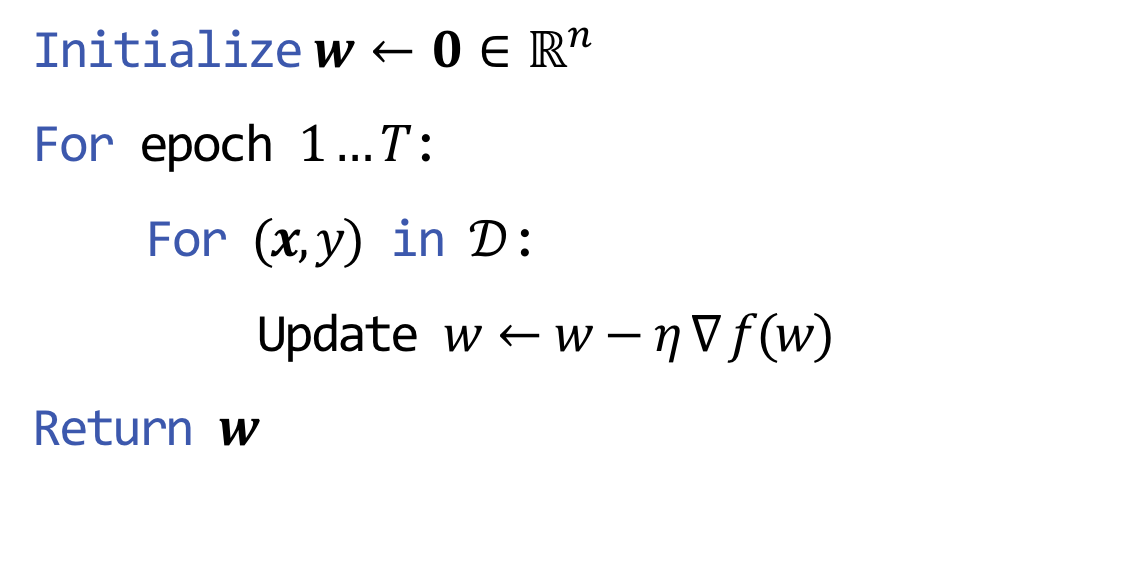 Initialize 𝒘 ← 𝟎 ∈ ℝⁿ
For epoch 1 … T:
For (𝒙, y) in 𝒟:
Update w ← w − η ∇f(w)
Return 𝒘